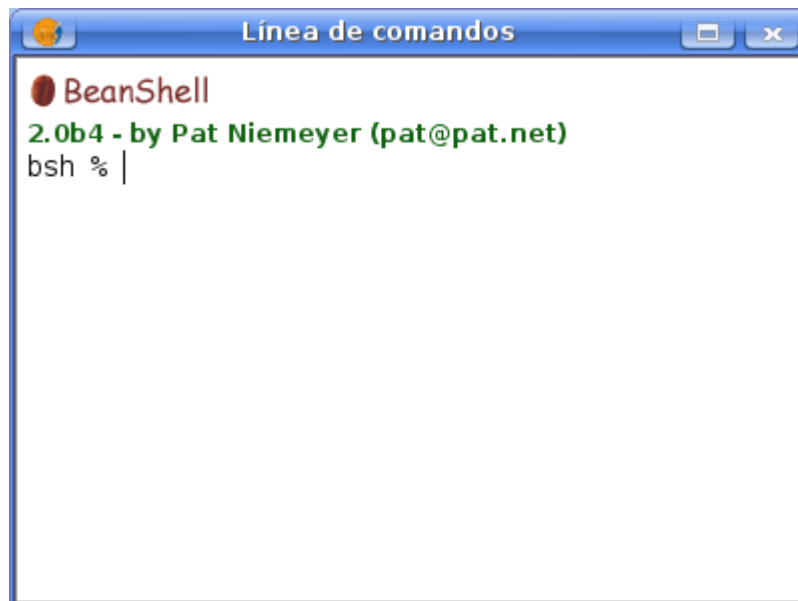 Línea de comandos
BeanShell
2.0b4 - by Pat Niemeyer (pat@pat.net)
bsh %